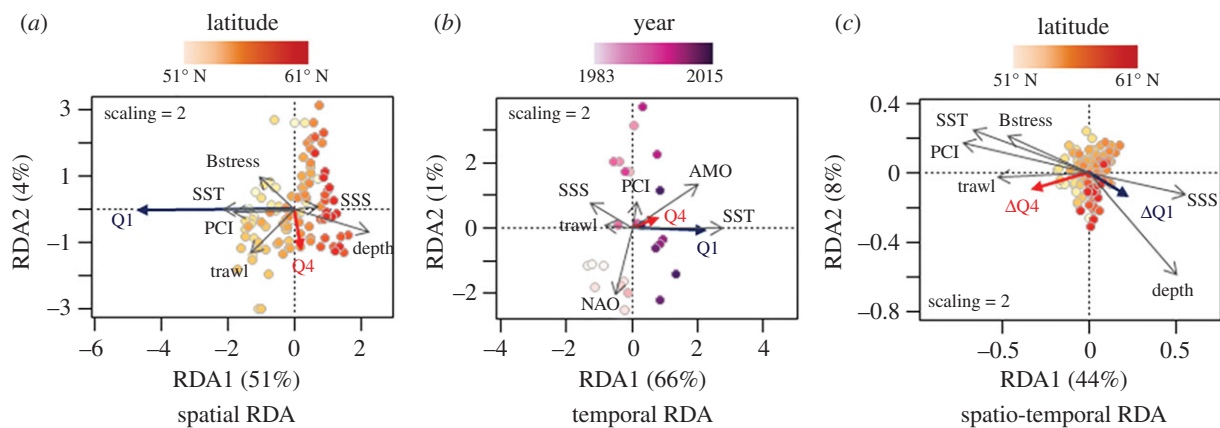 (a)
latitude
51° N 61° N
scaling = 2
Bstress
SST
SSS
Q1
PCI
depth
trawl
Q4
3
1
–1
–3
RDA2 (4%)
–6 –4 –2 0 2
RDA1 (51%)
spatial RDA
(b)
year
1983 2015
scaling = 2
AMO
PCI
SSS
Q4
SST
trawl
Q1
NAO
2
0
–2
RDA2 (1%)
–4 –2 0 2 4
RDA1 (66%)
temporal RDA
(c)
latitude
51° N 61° N
SST
Bstress
PCI
trawl
SSS
ΔQ4
ΔQ1
depth
scaling = 2
0.4
0
–0.4
–0.8
RDA2 (8%)
–0.5 0 0.5
RDA1 (44%)
spatio-temporal RDA